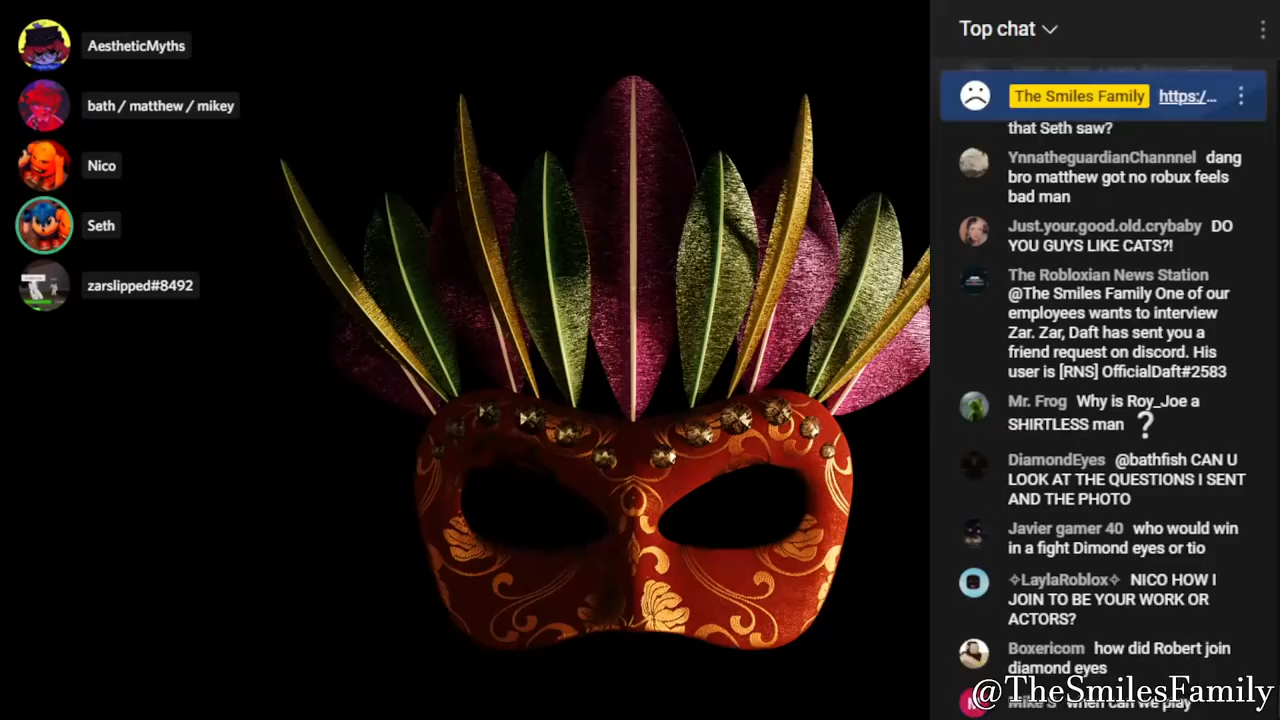 AestheticMyths
bath / matthew / mikey
Nico
Seth
zarslipped#8492
Top chat
The Smiles Family https:/...
that Seth saw?
YnnatheguardianChannnel dang
bro matthew got no robux feels
bad man
Just.your.good.old.crybaby DO
YOU GUYS LIKE CATS?!
The Robloxian News Station
@The Smiles Family One of our
employees wants to interview
Zar. Zar, Daft has sent you a
friend request on discord. His
user is [RNS] OfficialDaft#2583
Mr. Frog Why is Roy_Joe a
SHIRTLESS man ❔
DiamondEyes @bathfish CAN U
LOOK AT THE QUESTIONS I SENT
AND THE PHOTO
Javier gamer 40 who would win
in a fight Dimond eyes or tio
✧LaylaRoblox✧ NICO HOW I
JOIN TO BE YOUR WORK OR
ACTORS?
Boxericom how did Robert join
diamond eyes
Mike S when can we play
@TheSmilesFamily